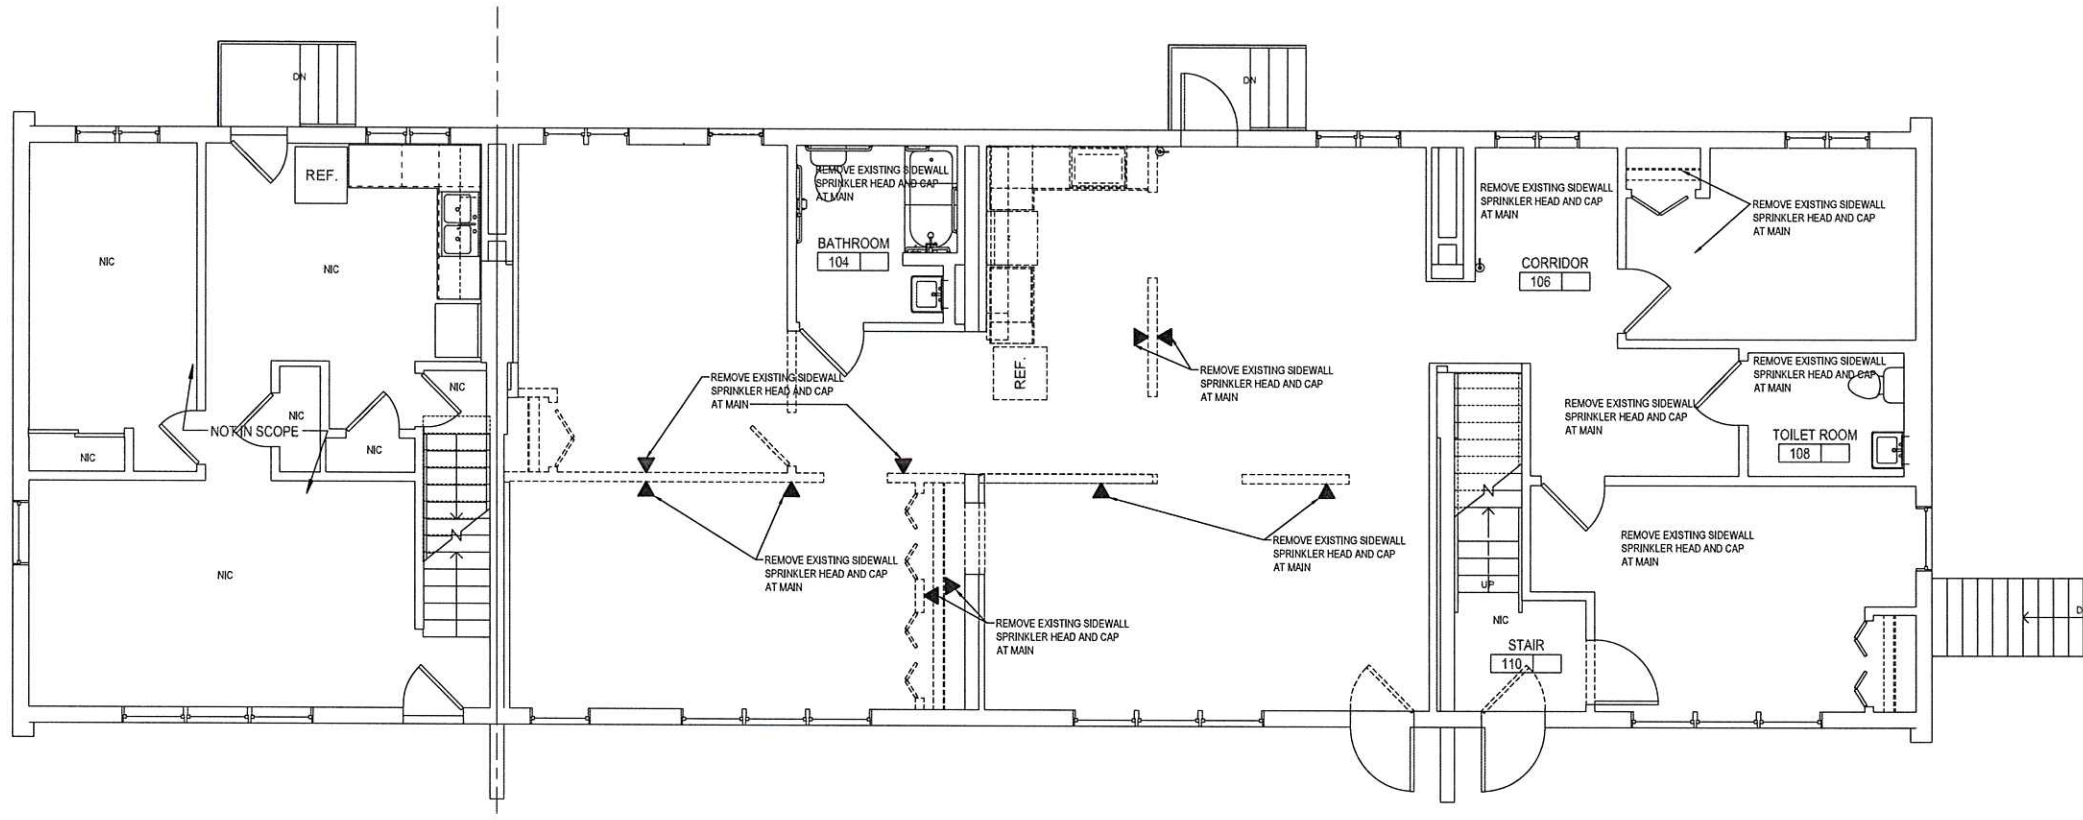 DN
DN
REF.
REMOVE EXISTING SIDEWALL
SPRINKLER HEAD AND CAP
AT MAIN
REMOVE EXISTING SIDEWALL
SPRINKLER HEAD AND CAP
AT MAIN
REMOVE EXISTING SIDEWALL
SPRINKLER HEAD AND CAP
AT MAIN
NIC
NIC
BATHROOM
104
CORRIDOR
106
REF.
REMOVE EXISTING SIDEWALL
SPRINKLER HEAD AND CAP
AT MAIN
REMOVE EXISTING SIDEWALL
SPRINKLER HEAD AND CAP
AT MAIN
REMOVE EXISTING SIDEWALL
SPRINKLER HEAD AND CAP
AT MAIN
NIC
NIC
NOT IN SCOPE
NIC
NIC
REMOVE EXISTING SIDEWALL
SPRINKLER HEAD AND CAP
AT MAIN
TOILET ROOM
108
NIC
REMOVE EXISTING SIDEWALL
SPRINKLER HEAD AND CAP
AT MAIN
REMOVE EXISTING SIDEWALL
SPRINKLER HEAD AND CAP
AT MAIN
REMOVE EXISTING SIDEWALL
SPRINKLER HEAD AND CAP
AT MAIN
UP
REMOVE EXISTING SIDEWALL
SPRINKLER HEAD AND CAP
AT MAIN
NIC
STAIR
110